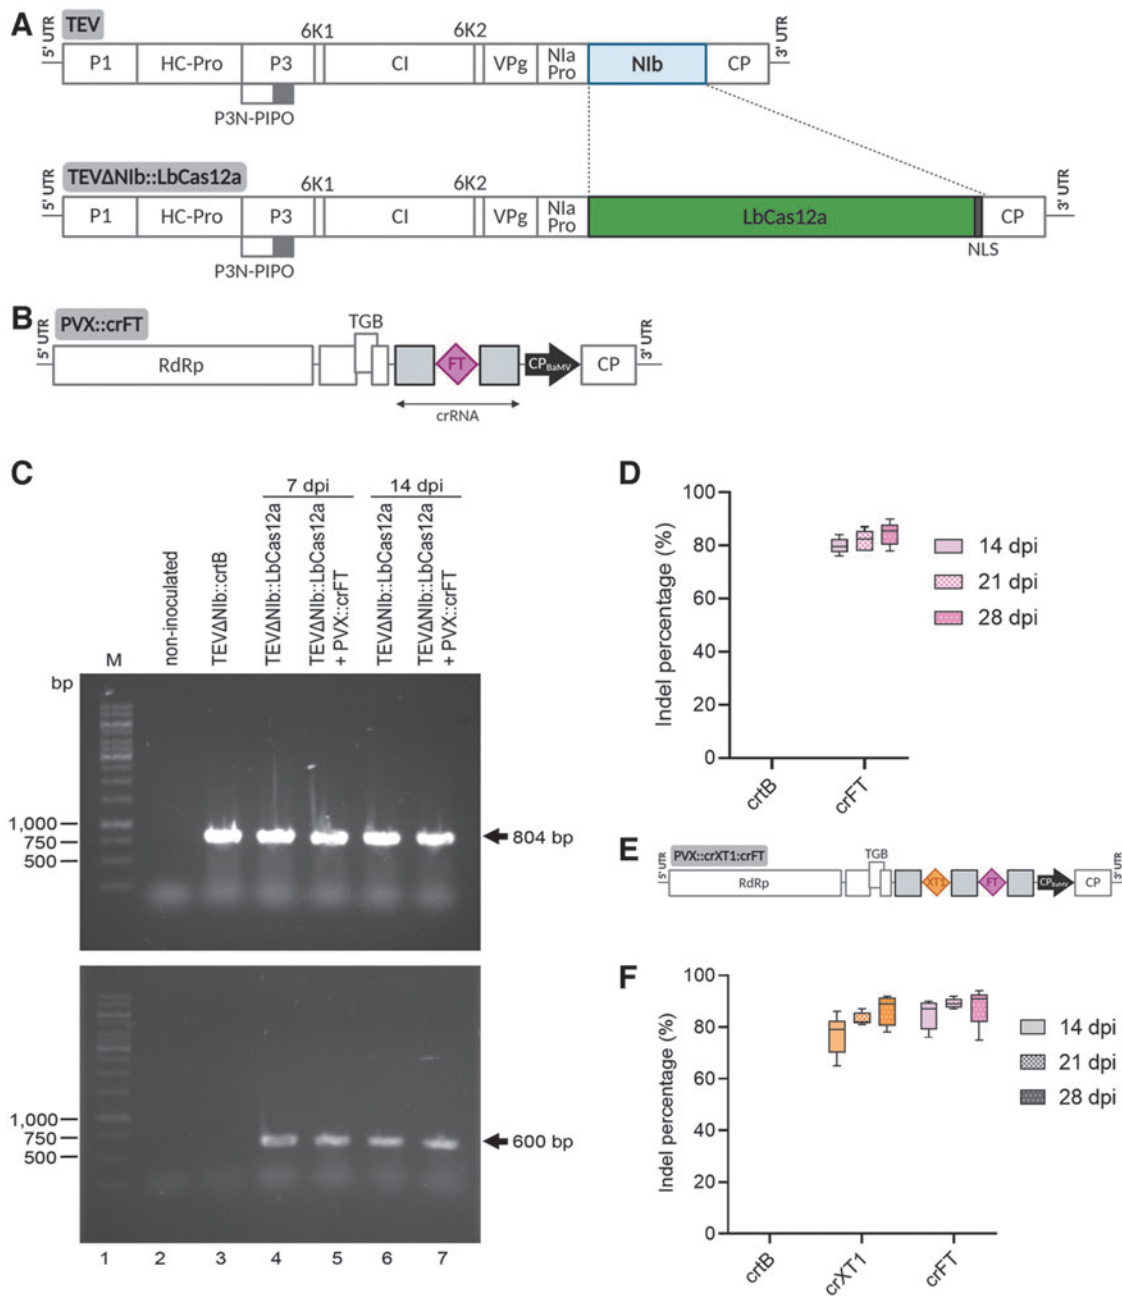 A
TEV
5' UTR
P1
HC-Pro
P3
6K1
CI
6K2
VPg
NIa
Pro
NIb
CP
3' UTR
P3N-PIPO
TEVΔNIb::LbCas12a
5' UTR
P1
HC-Pro
P3
6K1
CI
6K2
VPg
NIa
Pro
LbCas12a
NLS
CP
3' UTR
P3N-PIPO
B
PVX::crFT
5' UTR
RdRp
TGB
FT
CPBaMV
CP
3' UTR
crRNA
C
7 dpi
14 dpi
M
non-inoculated
TEVΔNIb::crtB
TEVΔNIb::LbCas12a
TEVΔNIb::LbCas12a
+ PVX::crFT
TEVΔNIb::LbCas12a
TEVΔNIb::LbCas12a
+ PVX::crFT
bp
1,000
750
500
804 bp
1,000
750
500
600 bp
1 2 3 4 5 6 7
D
Indel percentage (%)
100
80
60
40
20
0
crtB
crFT
14 dpi
21 dpi
28 dpi
E
PVX::crXT1:crFT
5' UTR
RdRp
TGB
XT1
FT
CPBaMV
CP
3' UTR
F
Indel percentage (%)
100
80
60
40
20
0
crtB
crXT1
crFT
14 dpi
21 dpi
28 dpi